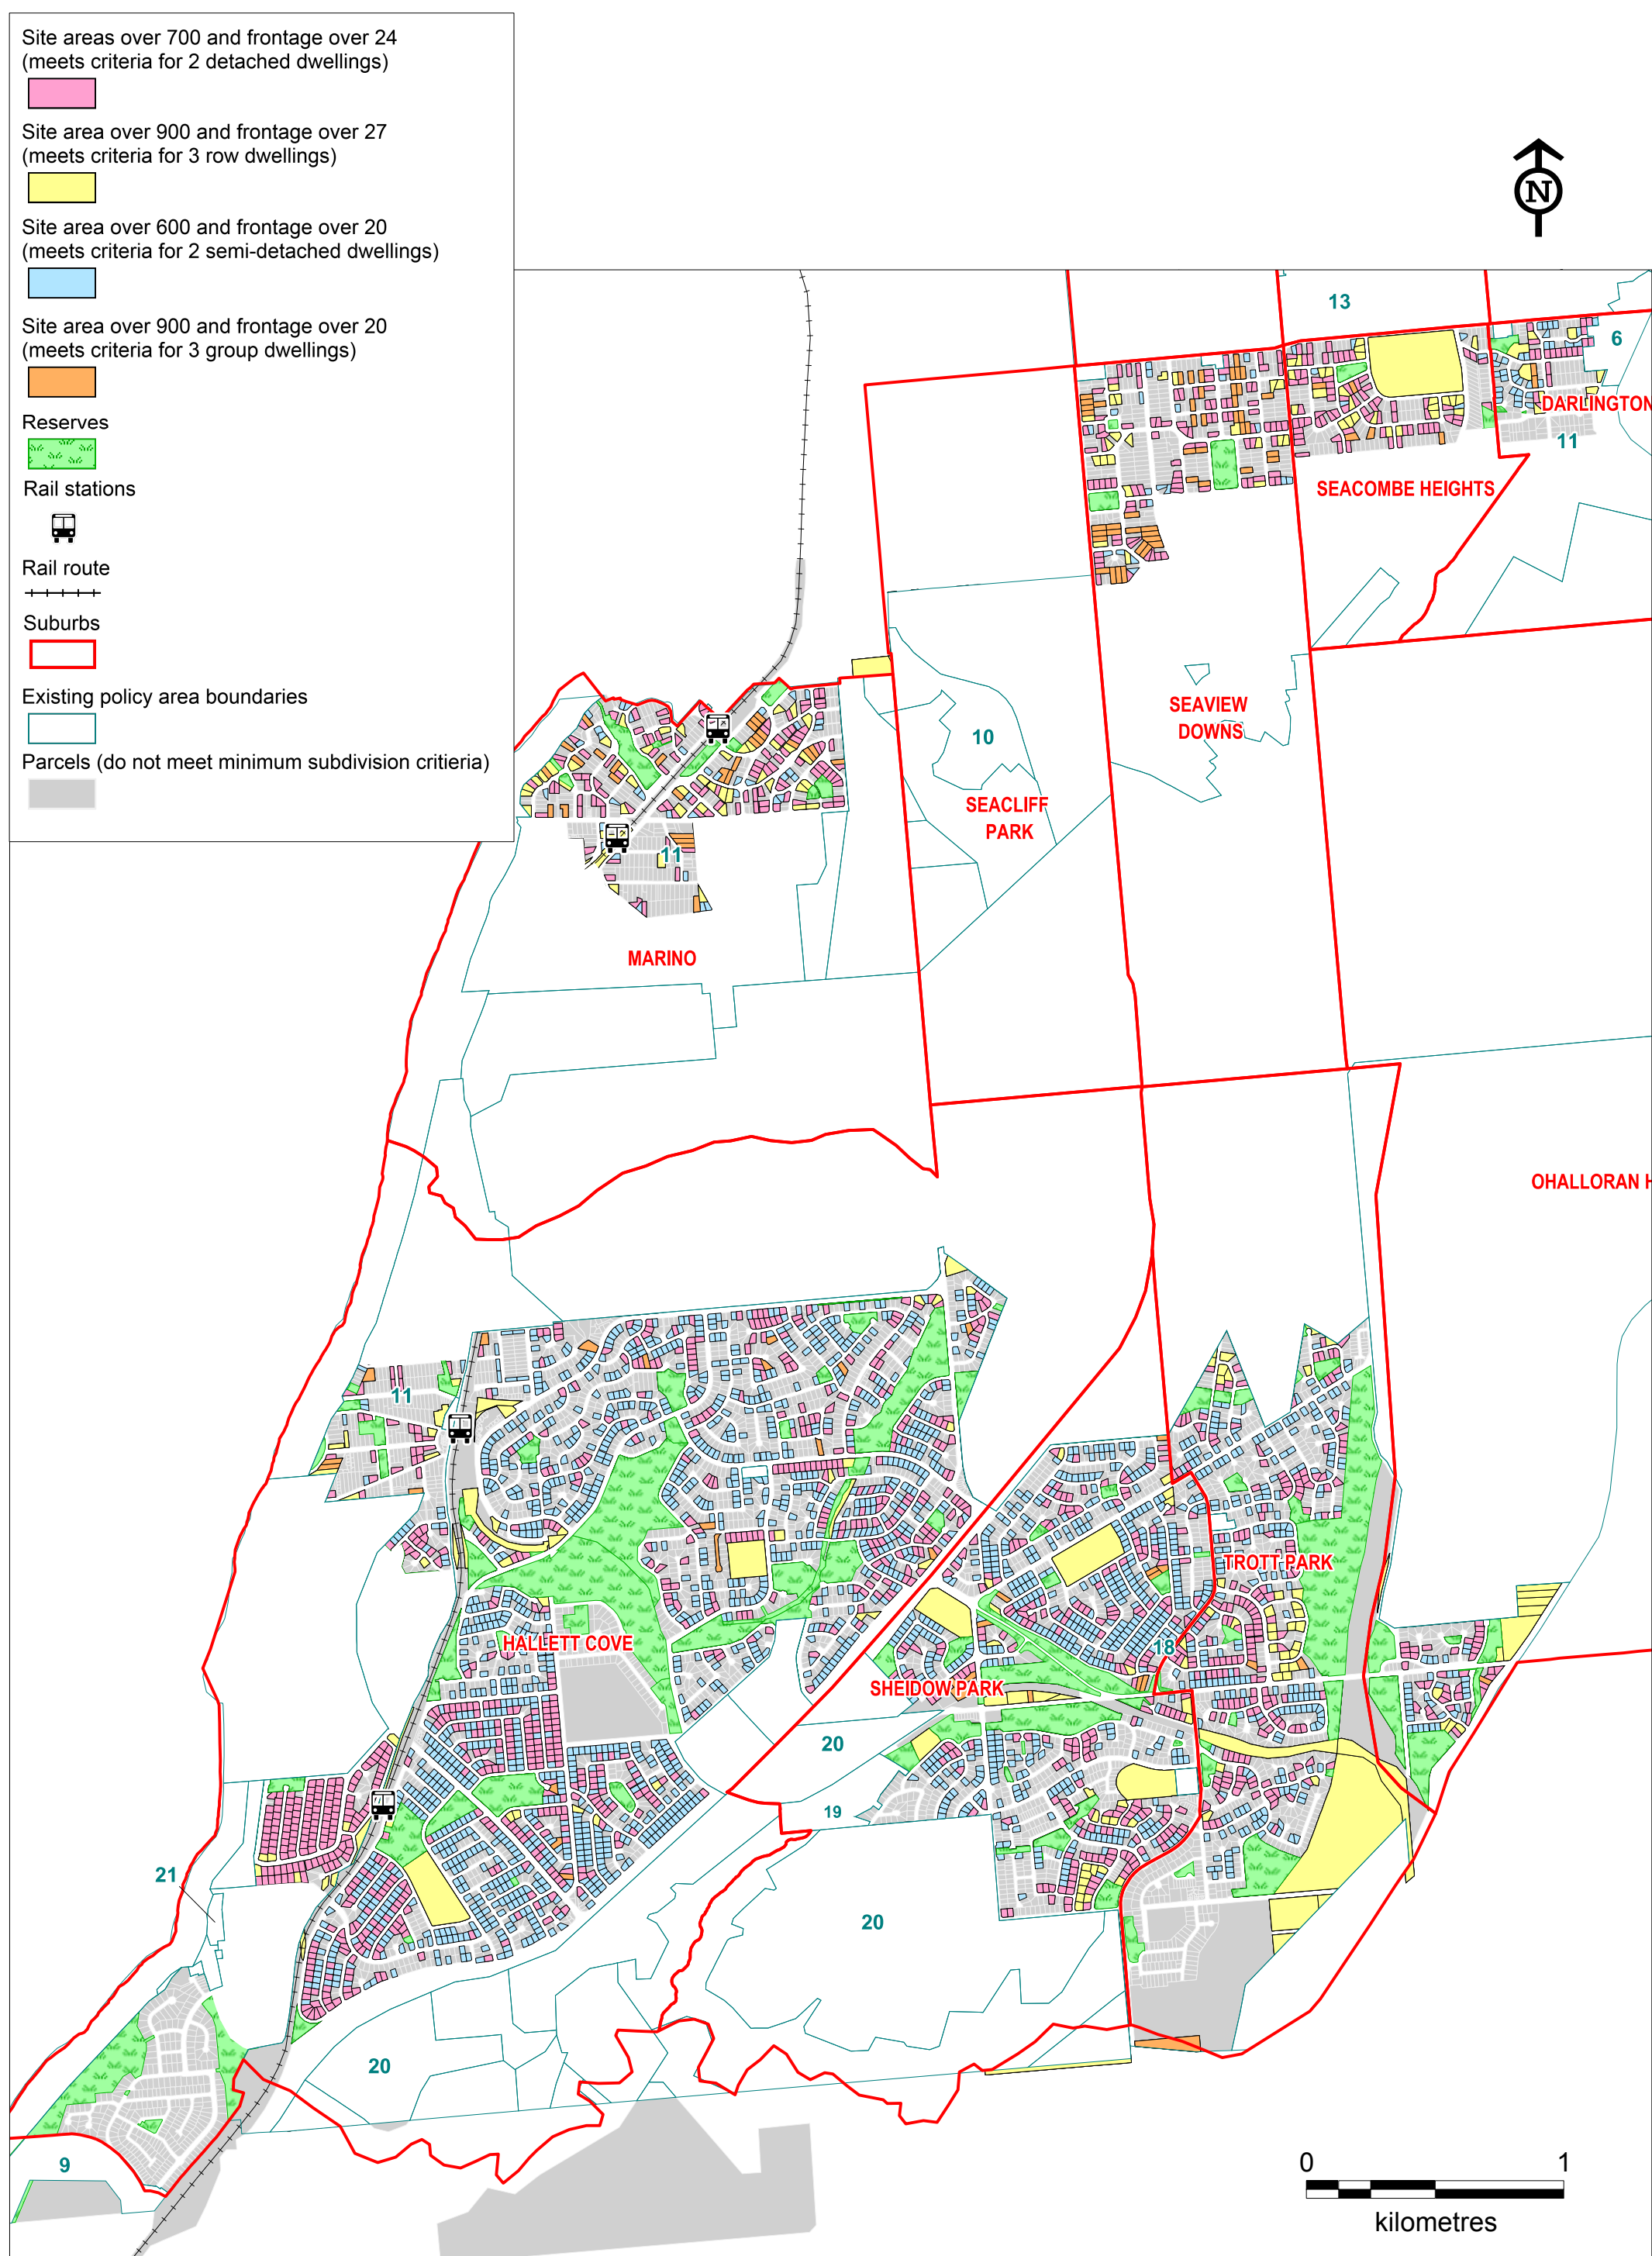 Site areas over 700 and frontage over 24
(meets criteria for 2 detached dwellings)
Site area over 900 and frontage over 27
(meets criteria for 3 row dwellings)
Site area over 600 and frontage over 20
(meets criteria for 2 semi-detached dwellings)
Site area over 900 and frontage over 20
(meets criteria for 3 group dwellings)
Reserves
Rail stations
Rail route
Suburbs
Existing policy area boundaries
Parcels (do not meet minimum subdivision critieria)
N
13
6
DARLINGTON
11
SEACOMBE HEIGHTS
SEAVIEW
DOWNS
10
SEACLIFF
PARK
11
MARINO
OHALLORAN H
11
TROTT PARK
HALLETT COVE
18
SHEIDOW PARK
20
19
21
20
20
9
0 1
kilometres